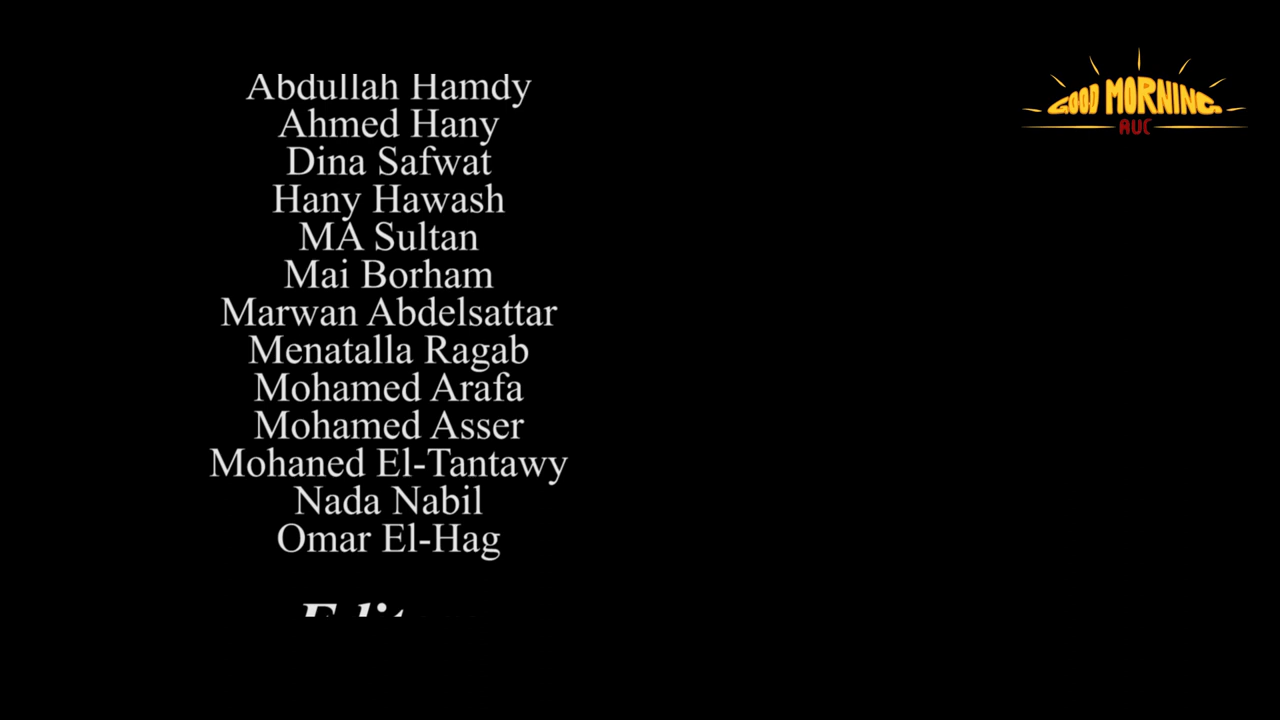 Abdullah Hamdy
Ahmed Hany
Dina Safwat
Hany Hawash
MA Sultan
Mai Borham
Marwan Abdelsattar
Menatalla Ragab
Mohamed Arafa
Mohamed Asser
Mohaned El-Tantawy
Nada Nabil
Omar El-Hag
GOOD MORNING
AUC